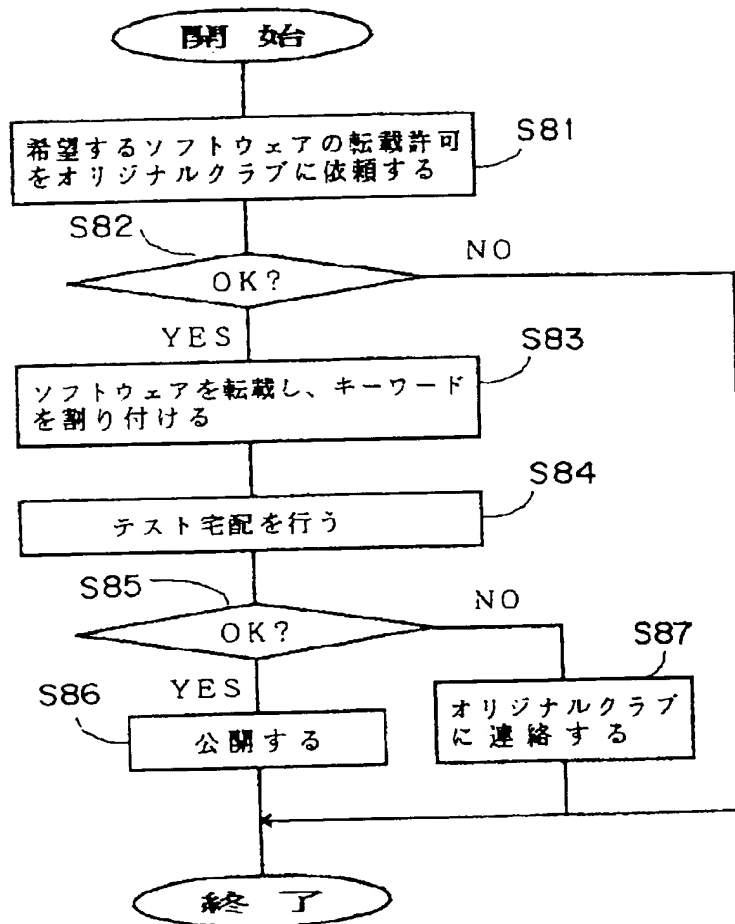 開始
希望するソフトウェアの転載許可
をオリジナルクラブに依頼する
S81
S82
OK?
NO
YES
S83
ソフトウェアを転載し、キーワード
を割り付ける
S84
テスト宅配を行う
S85
OK?
NO
YES
S86
公開する
S87
オリジナルクラブ
に連絡する
終了